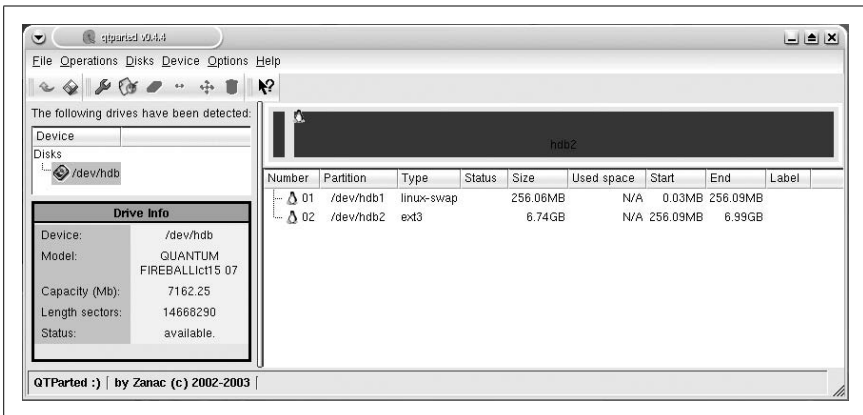 qtparted v0.4.4
File Operations Disks Device Options Help
The following drives have been detected:
Device
Disks
/dev/hdb
Drive Info
Device: /dev/hdb
Model: QUANTUM
FIREBALLlct15 07
Capacity (Mb): 7162.25
Length sectors: 14668290
Status: available.
hdb2
Number Partition Type Status Size Used space Start End Label
01 /dev/hdb1 linux-swap 256.06MB N/A 0.03MB 256.09MB
02 /dev/hdb2 ext3 6.74GB N/A 256.09MB 6.99GB
QTParted :) by Zanac (c) 2002-2003